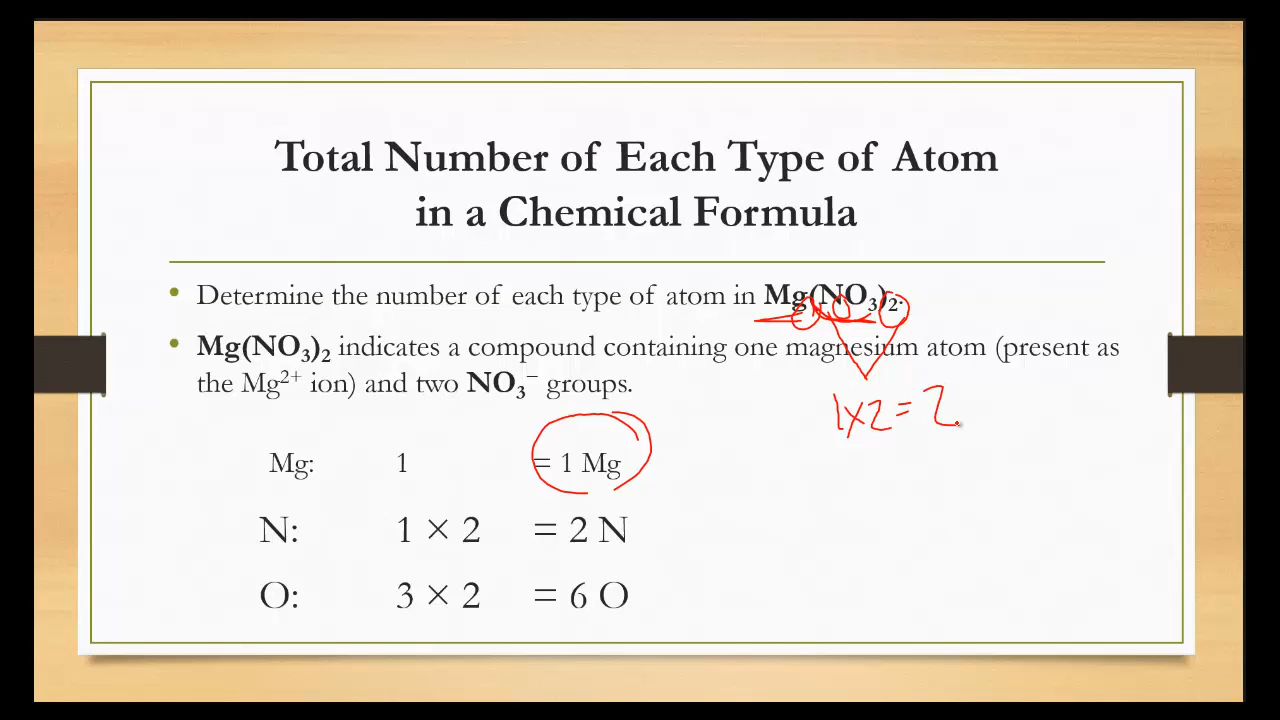 Total Number of Each Type of Atom
in a Chemical Formula
• Determine the number of each type of atom in Mg(NO₃)₂.
• Mg(NO₃)₂ indicates a compound containing one magnesium atom (present as
the Mg²⁺ ion) and two NO₃⁻ groups.
1x2=2
Mg: 1 = 1 Mg
N: 1 × 2 = 2 N
O: 3 × 2 = 6 O